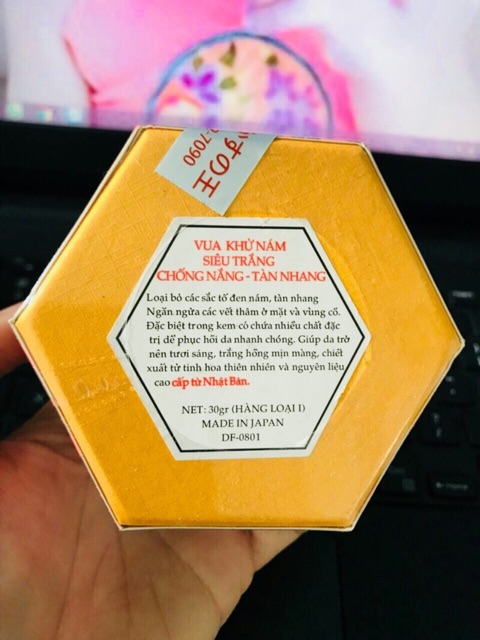 7090
VUA KHỬ NÁM
SIÊU TRẮNG
CHỐNG NẮNG - TÀN NHANG
Loại bỏ các sắc tố đen nám, tàn nhang
Ngăn ngừa các vết thâm ở mặt và vùng cổ.
Đặc biệt trong kem có chứa nhiều chất đặc
trị để phục hồi da nhanh chóng. Giúp da trở
nên tươi sáng, trắng hồng mịn màng, chiết
xuất từ tinh hoa thiên nhiên và nguyên liệu
cao cấp từ Nhật Bản.
NET: 30gr (HÀNG LOẠI I)
MADE IN JAPAN
DF-0801